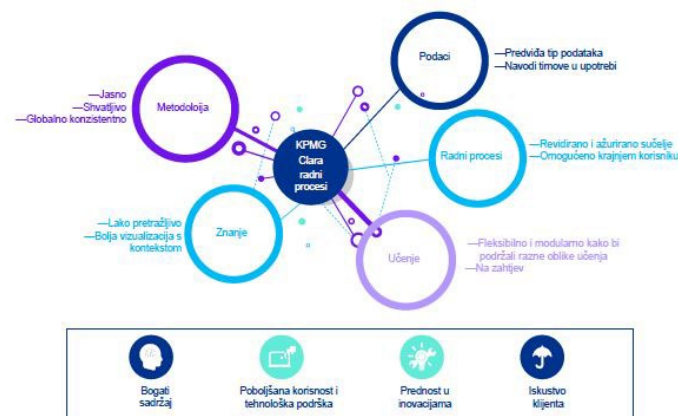 Podaci
—Predviđa tip podataka
—Navodi timove u upotrebi
Metodoloija
—Jasno
—Shvatljivo
—Globalno konzistentno
KPMG
Clara
radni
procesi
Radni procesi
—Revidirano i ažurirano sučelje
—Omogućeno krajnjem korisniku
Znanje
—Lako pretražljivo
—Bolja vizualizacija s
kontekstom
Učenje
—Fleksibilno i modularno kako bi
podržali razne oblike učenja
—Na zahtjev
Bogati
sadržaj
Poboljšana korisnost i
tehnološka podrška
Prednost u
inovacijama
Iskustvo
klijenta